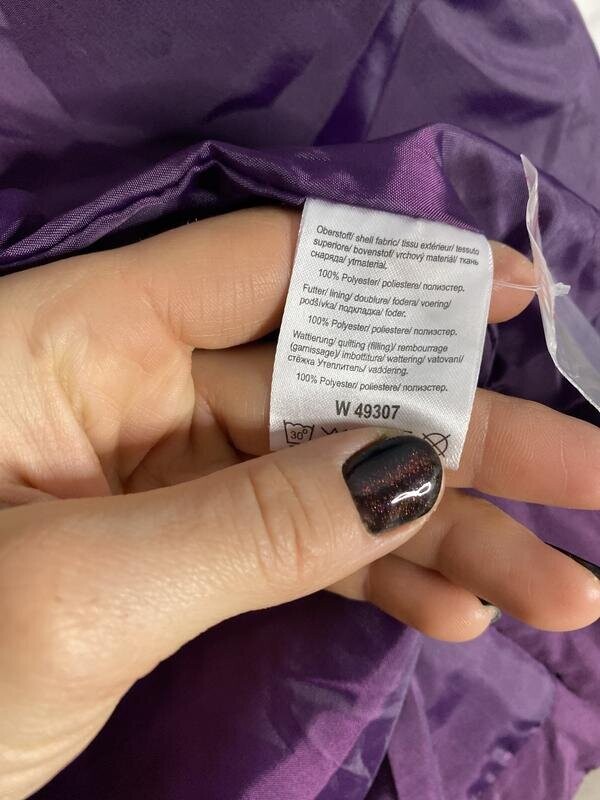 Oberstoff/ shell fabric/ tissu extérieur/ tessuto
superiore/ bovenstof/ vrchový materiál/ ткань
снаряда/ ytmaterial.
100% Polyester/ poliestere/ полиэстер.
Futter/ lining/ doublure/ fodera/ voering/
podšívka/ подкладка/ foder.
100% Polyester/ poliestere/ полиэстер.
Wattierung/ quilting (filling)/ rembourrage
(garnissage)/ imbottitura/ wattering/ vatovaní/
стёжка Утеплитель/ vaddering.
100% Polyester/ poliestere/ полиэстер.
W 49307
30°